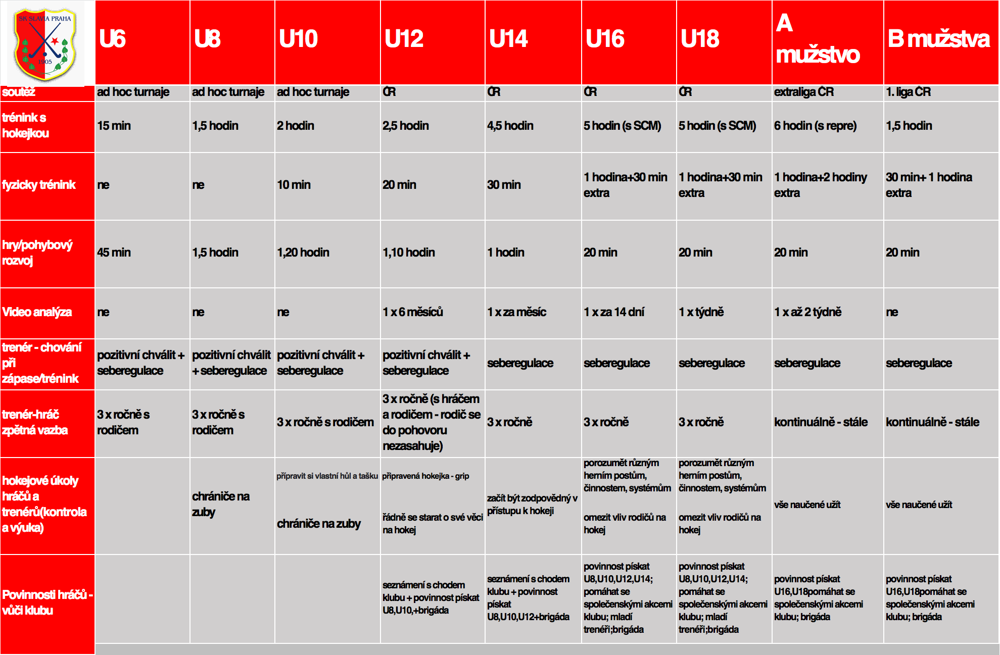 SK SLAVIA PRAHA
1905
U6
U8
U10
U12
U14
U16
U18
A
mužstvo
B mužstva
soutěž
ad hoc turnaje
ad hoc turnaje
ad hoc turnaje
ČR
ČR
ČR
ČR
extraliga ČR
1. liga ČR
trénink s
hokejkou
15 min
1,5 hodin
2 hodin
2,5 hodin
4,5 hodin
5 hodin (s SCM)
5 hodin (s SCM)
6 hodin (s repre)
1,5 hodin
fyzicky trénink
ne
ne
10 min
20 min
30 min
1 hodina+30 min
extra
1 hodina+30 min
extra
1 hodina+2 hodiny
extra
30 min+ 1 hodina
extra
hry/pohybový
rozvoj
45 min
1,5 hodin
1,20 hodin
1,10 hodin
1 hodin
20 min
20 min
20 min
20 min
Video analýza
ne
ne
ne
1 x 6 měsíců
1 x za měsíc
1 x za 14 dní
1 x týdně
1 x až 2 týdně
ne
trenér - chování
při
zápase/trénink
pozitivní chválit +
seberegulace
pozitivní chválit
+ seberegulace
pozitivní chválit +
seberegulace
pozitivní chválit +
seberegulace
seberegulace
seberegulace
seberegulace
seberegulace
seberegulace
trenér-hráč
zpětná vazba
3 x ročně s
rodičem
3 x ročně s
rodičem
3 x ročně s rodičem
3 x ročně (s hráčem
a rodičem - rodič se
do pohovoru
nezasahuje)
3 x ročně
3 x ročně
3 x ročně
kontinuálně - stále
kontinuálně - stále
hokejové úkoly
hráčů a
trenérů(kontrola
a výuka)
chrániče na
zuby
přípravit si vlastní hůl a tašku
chrániče na zuby
připravená hokejka - grip
řádně se starat o své věci
na hokej
začít být zodpovědný v
přístupu k hokeji
porozumět různým
herním postům,
činnostem, systémům
omezit vliv rodičů na
hokej
porozumět různým
herním postům,
činnostem, systémům
omezit vliv rodičů na
hokej
vše naučené užít
vše naučené užít
Povinnosti hráčů -
vůči klubu
seznámení s chodem
klubu + povinnost pískat
U8,U10,+brigáda
seznámení s chodem
klubu + povinnost
pískat
U8,U10,U12+brigáda
povinnost pískat
U8,U10,U12,U14;
pomáhat se
společenskými akcemi
klubu; mladí
trenéři;brigáda
povinnost pískat
U8,U10,U12,U14;
pomáhat se
společenskými akcemi
klubu; mladí
trenéři;brigáda
povinnost pískat
U16,U18pomáhat se
společenskými akcemi
klubu; brigáda
povinnost pískat
U16,U18pomáhat se
společenskými akcemi
klubu; brigáda